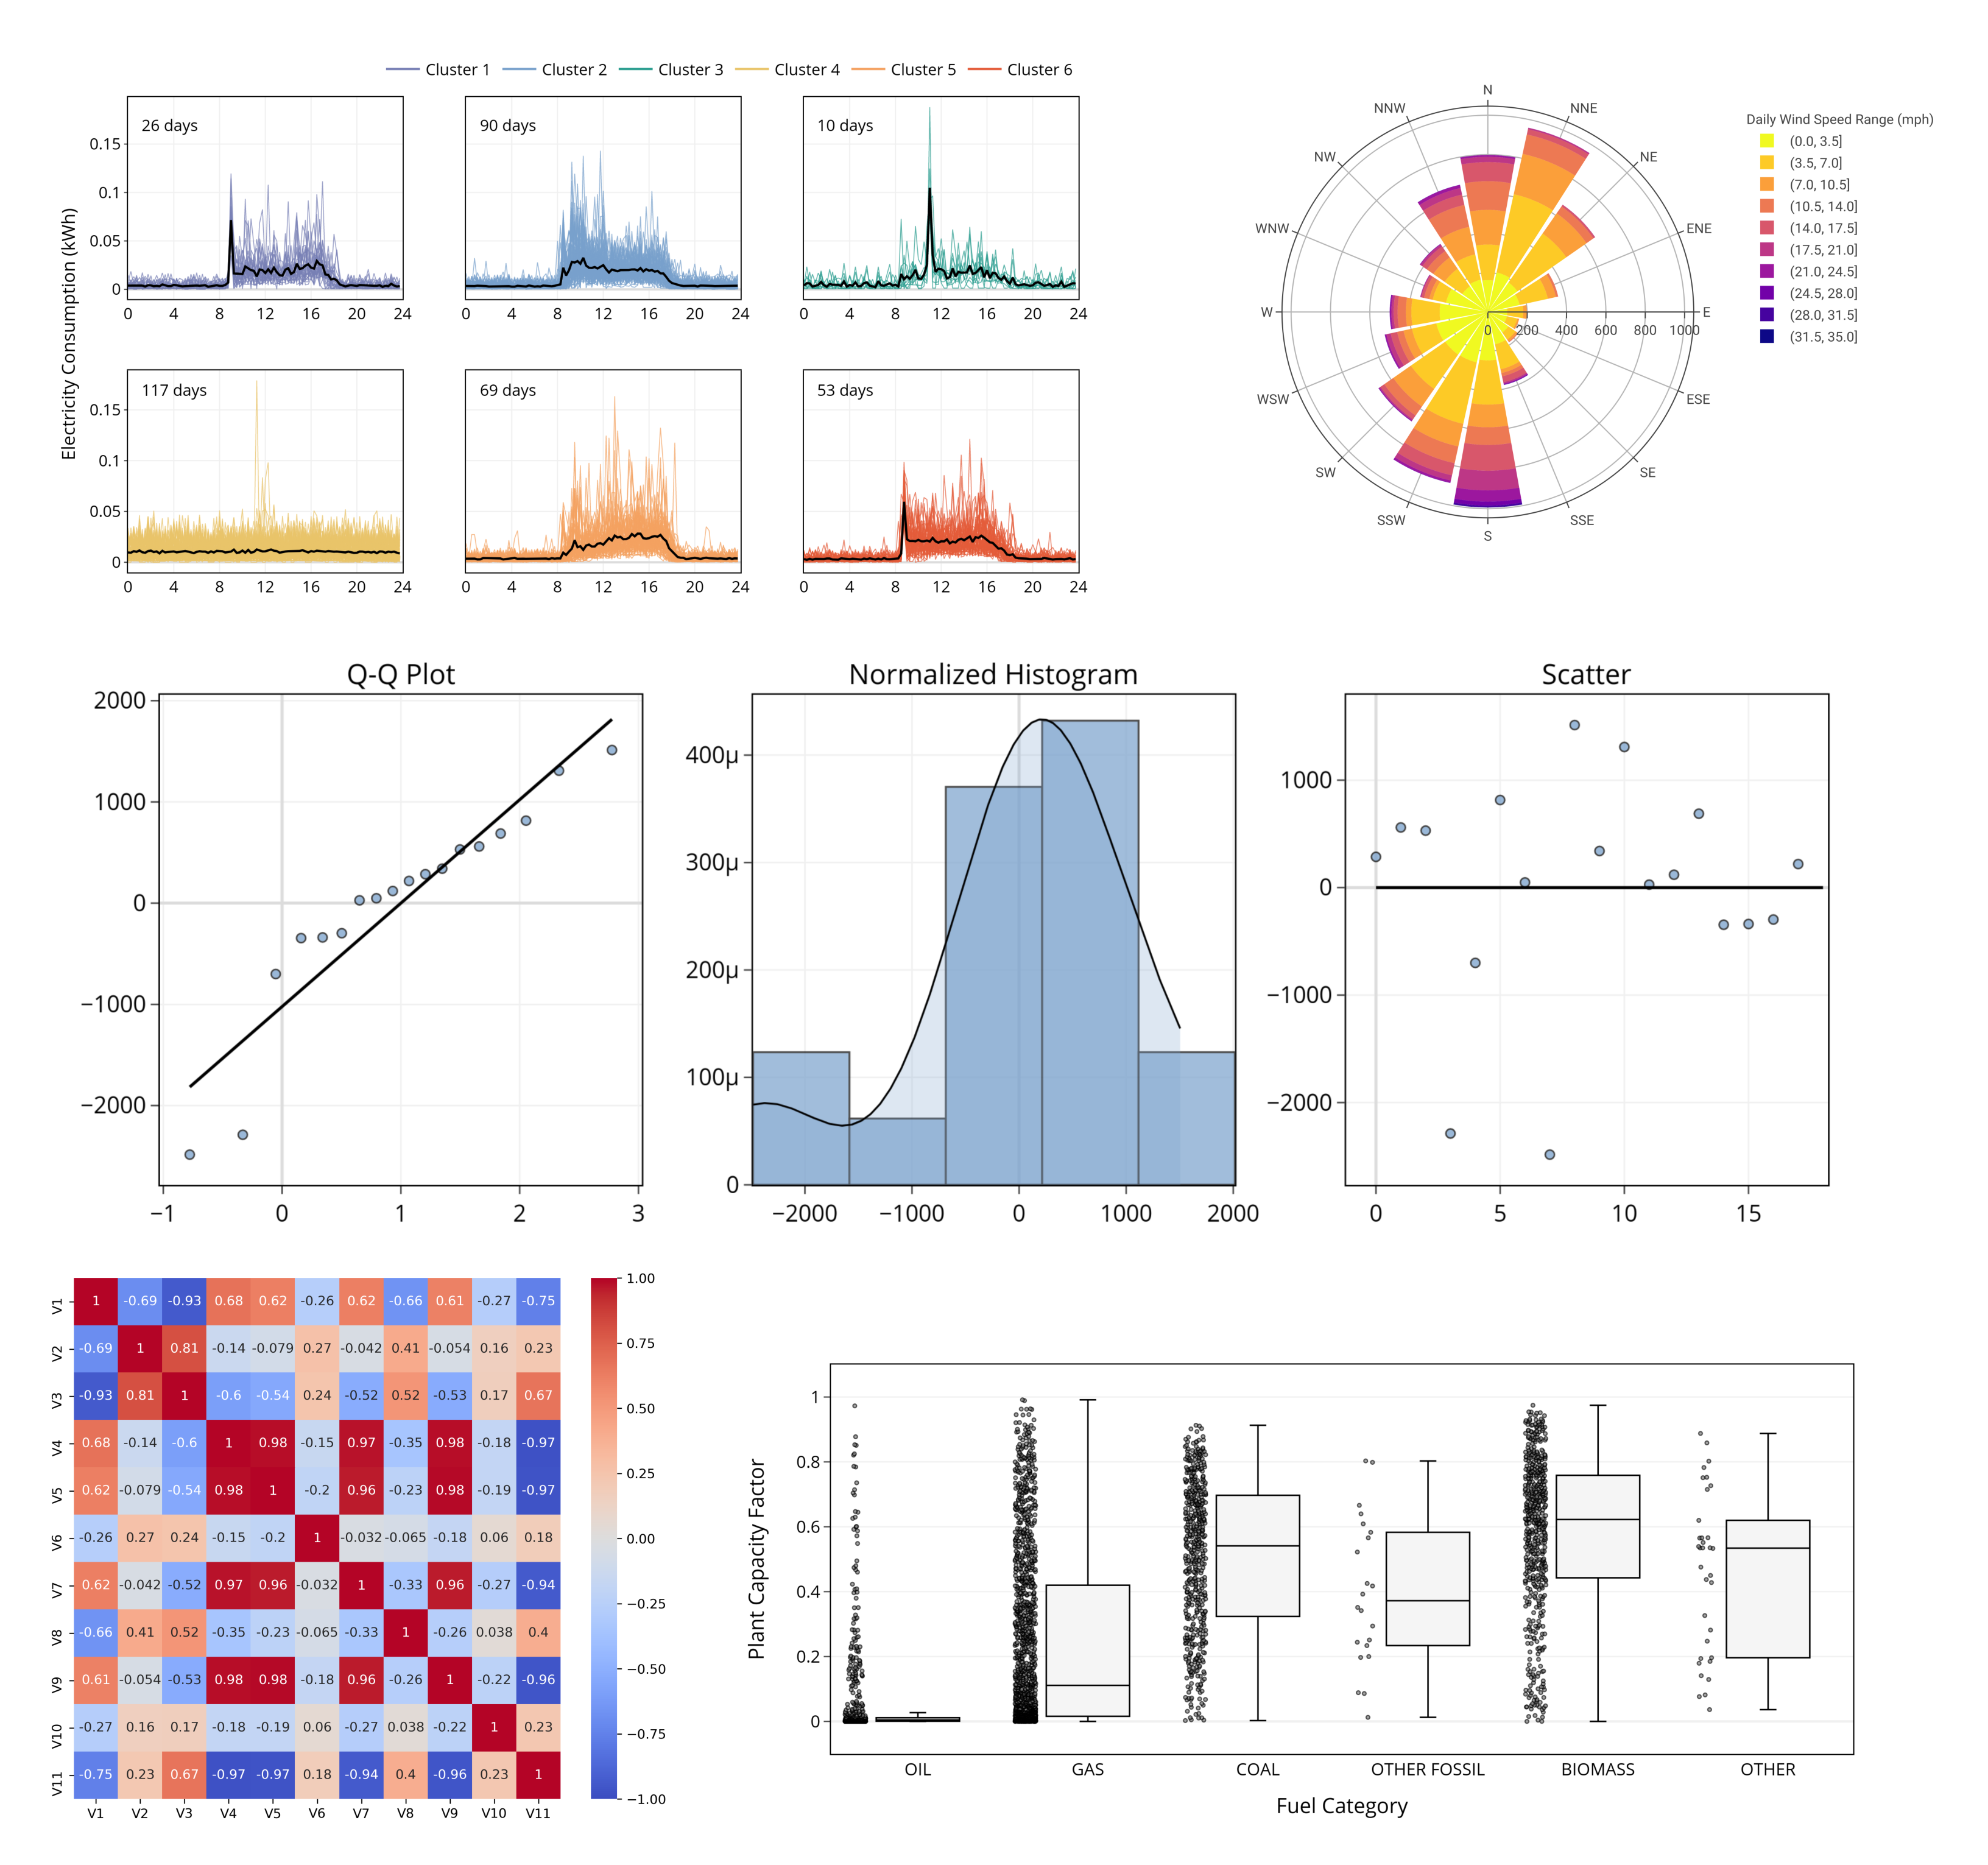 Cluster 1 Cluster 2 Cluster 3 Cluster 4 Cluster 5 Cluster 6
Electricity Consumption (kWh)
26 days
0.15
0.1
0.05
0
0 4 8 12 16 20 24
90 days
0 4 8 12 16 20 24
10 days
0 4 8 12 16 20 24
117 days
0.15
0.1
0.05
0
0 4 8 12 16 20 24
69 days
0 4 8 12 16 20 24
53 days
0 4 8 12 16 20 24
N
NNE
NE
ENE
E
ESE
SE
SSE
S
SSW
SW
WSW
W
WNW
NW
NNW
0 200 400 600 800 1000
Daily Wind Speed Range (mph)
(0.0, 3.5]
(3.5, 7.0]
(7.0, 10.5]
(10.5, 14.0]
(14.0, 17.5]
(17.5, 21.0]
(21.0, 24.5]
(24.5, 28.0]
(28.0, 31.5]
(31.5, 35.0]
Q-Q Plot
2000
1000
0
−1000
−2000
−1 0 1 2 3
Normalized Histogram
400µ
300µ
200µ
100µ
0
−2000 −1000 0 1000 2000
Scatter
1000
0
−1000
−2000
0 5 10 15
V1 1 -0.69 -0.93 0.68 0.62 -0.26 0.62 -0.66 0.61 -0.27 -0.75
V2 -0.69 1 0.81 -0.14 -0.079 0.27 -0.042 0.41 -0.054 0.16 0.23
V3 -0.93 0.81 1 -0.6 -0.54 0.24 -0.52 0.52 -0.53 0.17 0.67
V4 0.68 -0.14 -0.6 1 0.98 -0.15 0.97 -0.35 0.98 -0.18 -0.97
V5 0.62 -0.079 -0.54 0.98 1 -0.2 0.96 -0.23 0.98 -0.19 -0.97
V6 -0.26 0.27 0.24 -0.15 -0.2 1 -0.032 -0.065 -0.18 0.06 0.18
V7 0.62 -0.042 -0.52 0.97 0.96 -0.032 1 -0.33 0.96 -0.27 -0.94
V8 -0.66 0.41 0.52 -0.35 -0.23 -0.065 -0.33 1 -0.26 0.038 0.4
V9 0.61 -0.054 -0.53 0.98 0.98 -0.18 0.96 -0.26 1 -0.22 -0.96
V10 -0.27 0.16 0.17 -0.18 -0.19 0.06 -0.27 0.038 -0.22 1 0.23
V11 -0.75 0.23 0.67 -0.97 -0.97 0.18 -0.94 0.4 -0.96 0.23 1
V1 V2 V3 V4 V5 V6 V7 V8 V9 V10 V11
1.00
0.75
0.50
0.25
0.00
−0.25
−0.50
−0.75
−1.00
Plant Capacity Factor
1
0.8
0.6
0.4
0.2
0
OIL GAS COAL OTHER FOSSIL BIOMASS OTHER
Fuel Category